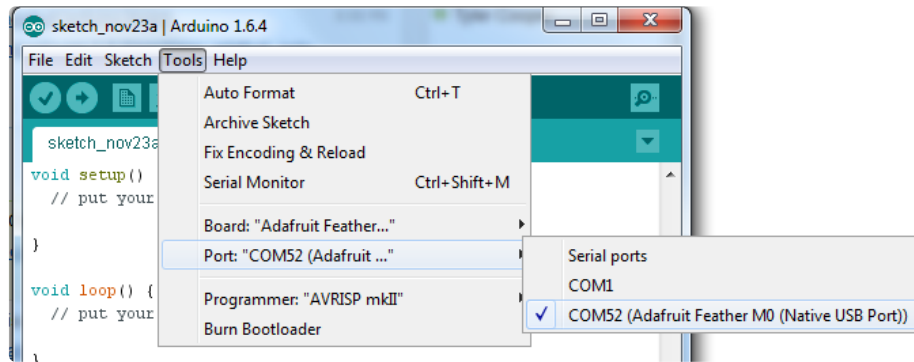 sketch_nov23a | Arduino 1.6.4
File Edit Sketch Tools Help
Auto Format Ctrl+T
Archive Sketch
sketch_nov23a
Fix Encoding & Reload
void setup()
Serial Monitor Ctrl+Shift+M
// put your
Board: "Adafruit Feather..."
}
Port: "COM52 (Adafruit ..."
Serial ports
COM1
void loop() {
Programmer: "AVRISP mkII"
// put your
COM52 (Adafruit Feather M0 (Native USB Port))
Burn Bootloader
}